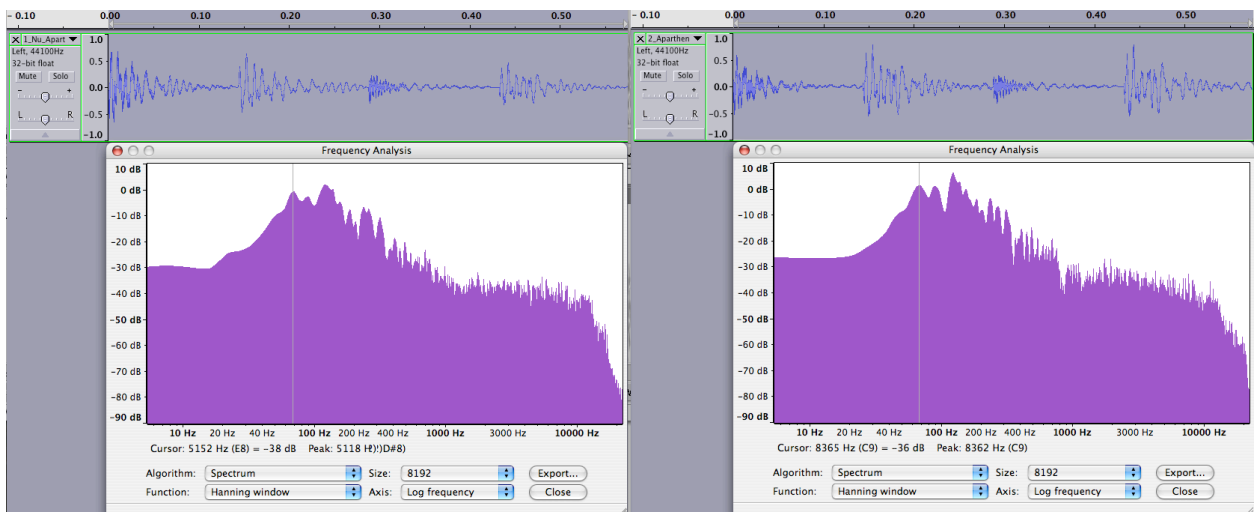 - 0.10 0.00 0.10 0.20 0.30 0.40 0.50
1_Nu_Apart
Left, 44100Hz
32-bit float
Mute Solo
- +
L R
1.0
0.5
0.0
-0.5
-1.0
Frequency Analysis
10 dB
0 dB
-10 dB
-20 dB
-30 dB
-40 dB
-50 dB
-60 dB
-70 dB
-80 dB
-90 dB
10 Hz 20 Hz 40 Hz 100 Hz 200 Hz 400 Hz 1000 Hz 3000 Hz 10000 Hz
Cursor: 5152 Hz (E8) = -38 dB Peak: 5118 H
Algorithm: Spectrum Size: 8192 Export...
Function: Hanning window Axis: Log frequency Close
- 0.10 0.00 0.10 0.20 0.30 0.40 0.50
2_Aparthen
Left, 44100Hz
32-bit float
Mute Solo
- +
L R
1.0
0.5
0.0
-0.5
-1.0
Frequency Analysis
10 dB
0 dB
-10 dB
-20 dB
-30 dB
-40 dB
-50 dB
-60 dB
-70 dB
-80 dB
-90 dB
10 Hz 20 Hz 40 Hz 100 Hz 200 Hz 400 Hz 1000 Hz 3000 Hz 10000 Hz
Cursor: 8365 Hz (C9) = -36 dB Peak: 8362 Hz (C9)
Algorithm: Spectrum Size: 8192 Export...
Function: Hanning window Axis: Log frequency Close